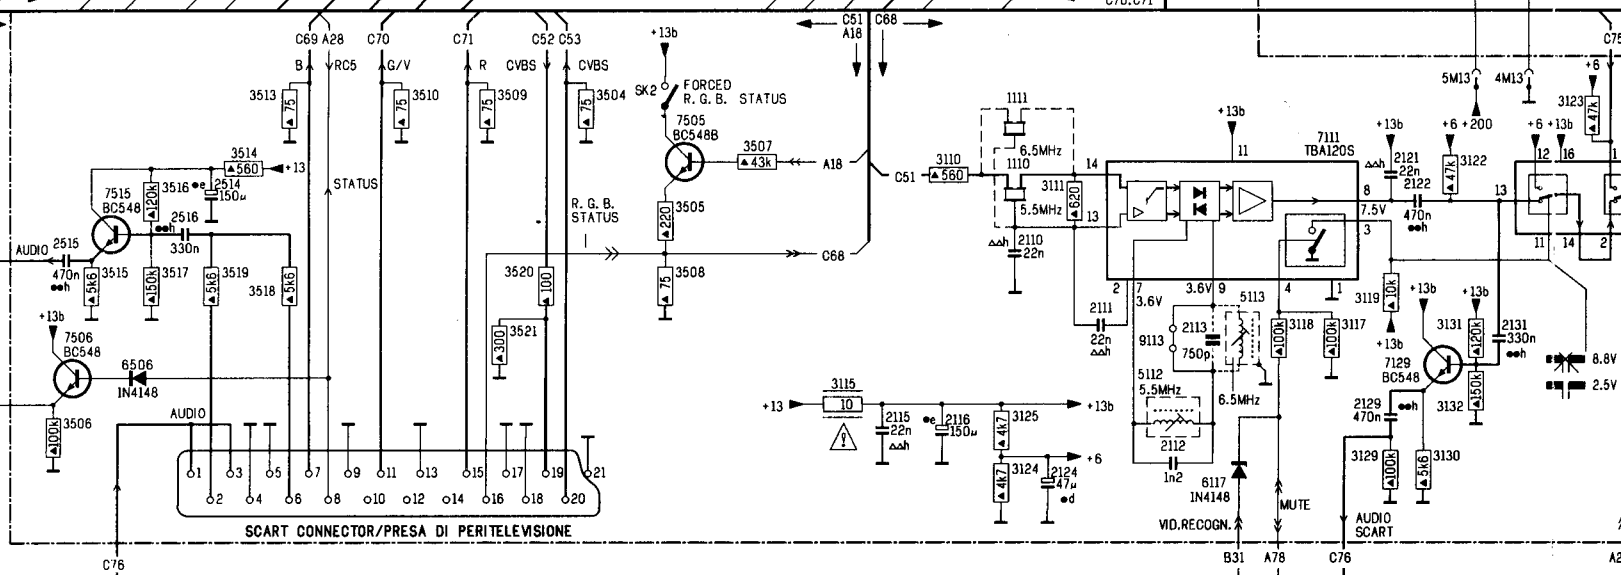 C70.C71
C69 A28
C70
C71
C52 C53
+13b
C51 C68
A18
C75
B
RC5
G/V
R
CVBS
CVBS
SK2
FORCED
R.G.B. STATUS
5M13
4M13
+6
3513
75
75
3510
75
3509
75
3504
7505
BC548B
3507
43k
A18
1111
6.5MHz
1110
5.5MHz
+13b
11
7111
TBA120S
+13b
+6 +200
3123
47k
+6 +13b
12
16
1
3514
560
+13
STATUS
7515
BC548
3516
120k
2514
150µ
e
2516
h
330n
R.G.B.
STATUS
3505
220
C51
3110
560
14
3111
620
13
h
2121
22n
2122
470n
h
47k
3122
8
7.5V
3
13
11
14
2
AUDIO
2515
470n
h
3515
5k6
150k
3517
5k6
3519
3518
5k6
3520
100
C68
75
3508
h
2110
22n
2
7
3.6V
3.6V
9
4
1
3521
300
+13b
7506
BC548
6506
1N4148
2111
22n
h
9113
2113
750p
5113
100k
3118
100k
3117
3119
10k
+13b
+13b
+13b
3131
120k
2131
330n
h
7129
BC548
150k
3132
8.8V
2.5V
AUDIO
100k
3506
+13
3115
10
+13b
2115
22n
h
e
2116
150µ
3125
4k7
+6
3124
4k7
2124
47µ
d
5112
5.5MHz
6.5MHz
2112
1n2
6117
1N4148
2129
470n
h
3129
100k
5k6
3130
1
3
5
7
9
11
13
15
17
19
21
2
4
6
8
10
12
14
16
18
20
SCART CONNECTOR/PRESA DI PERITELEVISIONE
VID.RECOGN.
MUTE
AUDIO
SCART
C76
B31
A78
C76
A2